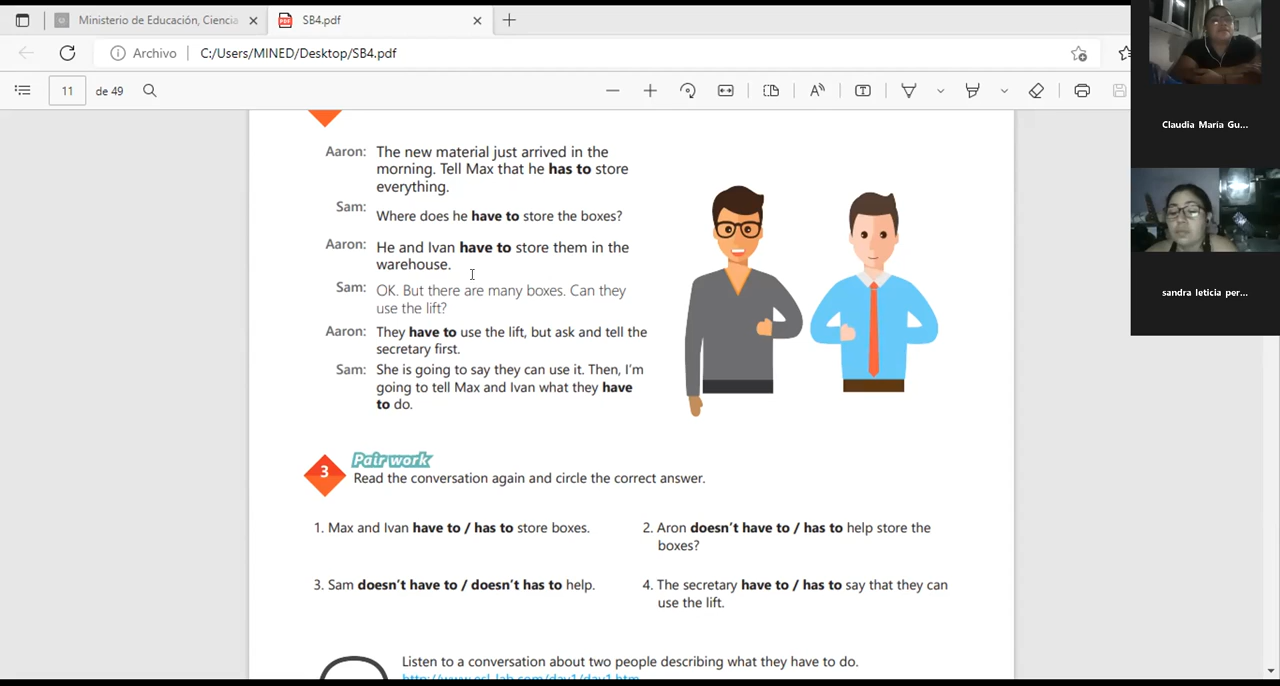 Ministerio de Educación, Ciencia
SB4.pdf
Archivo
C:/Users/MINED/Desktop/SB4.pdf
11
de 49
Claudia Maria Gu...
sandra leticia per...
Aaron: The new material just arrived in the
morning. Tell Max that he has to store
everything.
Sam: Where does he have to store the boxes?
Aaron: He and Ivan have to store them in the
warehouse.
Sam: OK. But there are many boxes. Can they
use the lift?
Aaron: They have to use the lift, but ask and tell the
secretary first.
Sam: She is going to say they can use it. Then, I'm
going to tell Max and Ivan what they have
to do.
3
Pair work
Read the conversation again and circle the correct answer.
1. Max and Ivan have to / has to store boxes.
2. Aron doesn't have to / has to help store the
boxes?
3. Sam doesn't have to / doesn't has to help.
4. The secretary have to / has to say that they can
use the lift.
Listen to a conversation about two people describing what they have to do.
http://www.esl-lab.com/day1/day1.htm